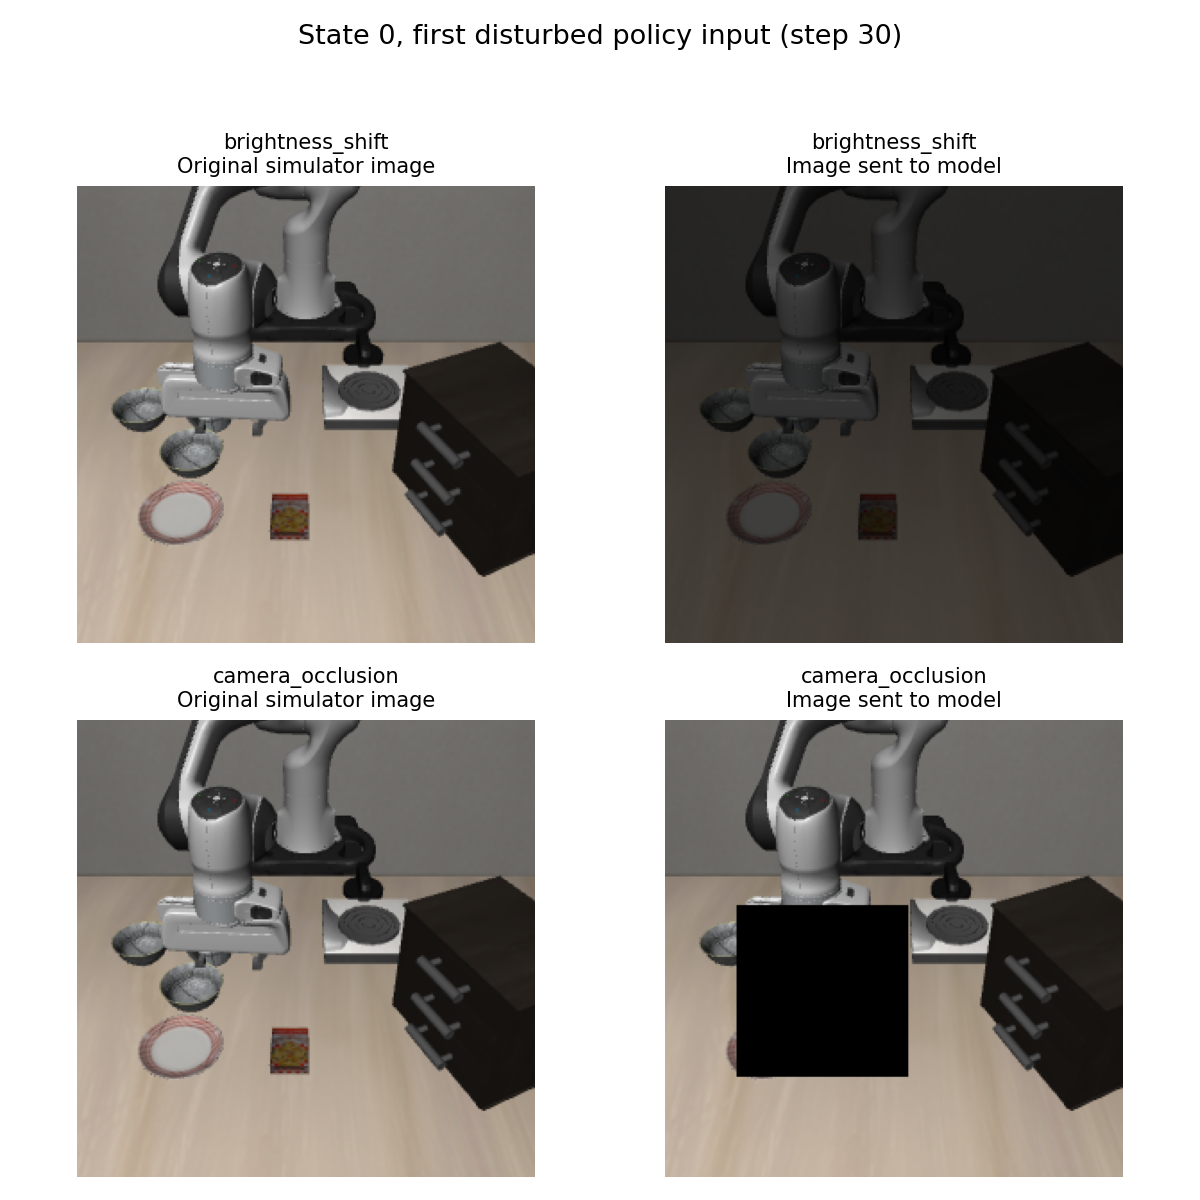 State 0, first disturbed policy input (step 30)
brightness_shift
Original simulator image
brightness_shift
Image sent to model
camera_occlusion
Original simulator image
camera_occlusion
Image sent to model